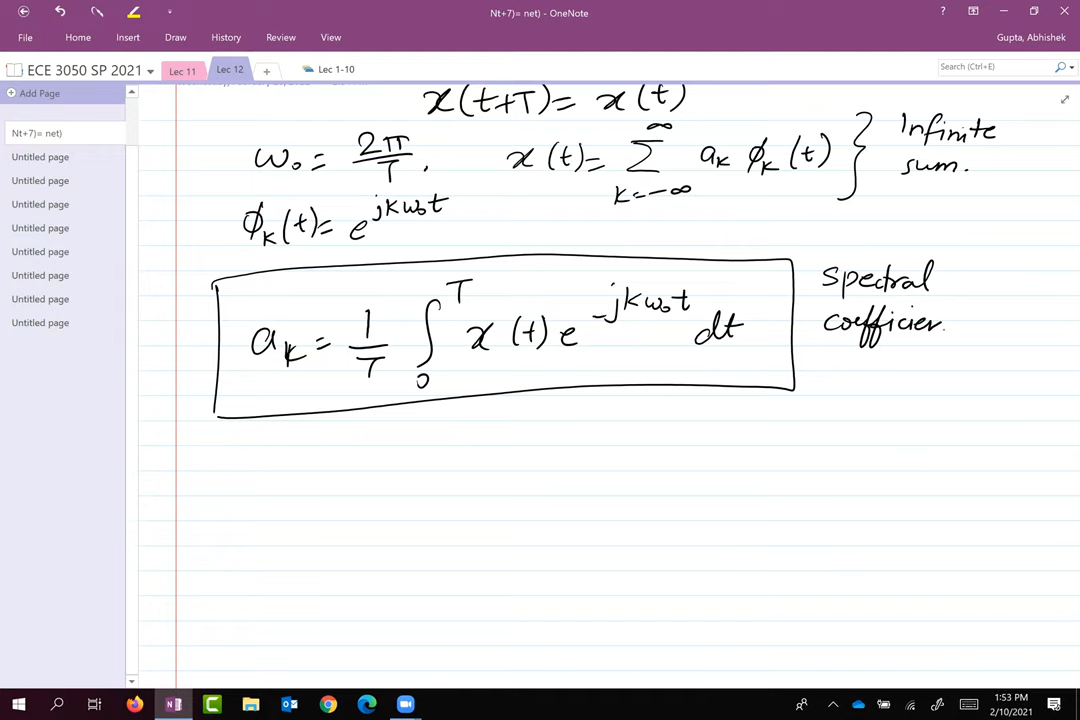 Nt+7)= net) - OneNote
Gupta, Abhishek
File Home Insert Draw History Review View
ECE 3050 SP 2021
Lec 11
Lec 12
Lec 1-10
Search (Ctrl+E)
Add Page
Nt+7)= net)
Untitled page
Untitled page
Untitled page
Untitled page
Untitled page
Untitled page
Untitled page
Untitled page
x(t+T)= x(t)
ω₀ = 2π/T, x(t)= ∑_{k=-∞}^{∞} a_k ϕ_k(t) } Infinite sum.
ϕ_k(t)= e^{jkω₀t}
a_k = 1/T ∫_0^T x(t) e^{-jkω₀t} dt
Spectral
coefficier.
1:53 PM
2/10/2021